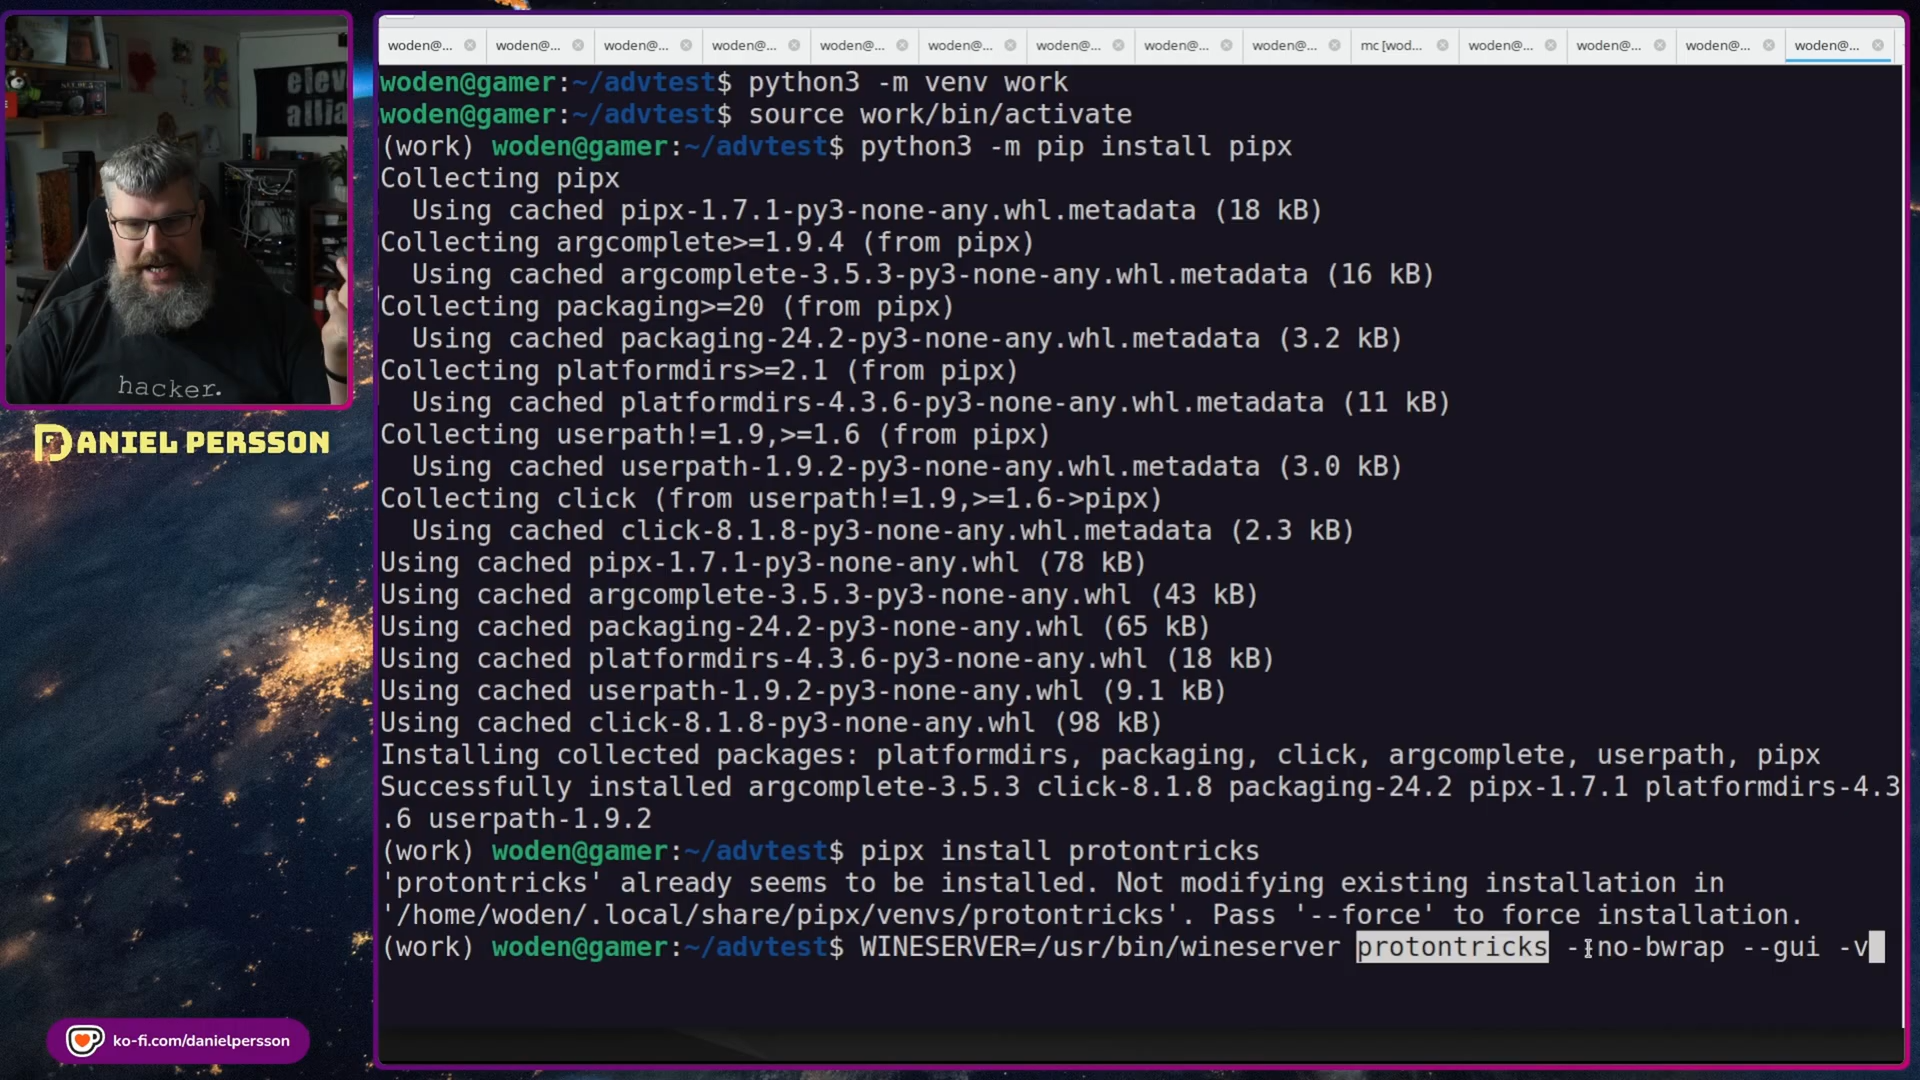 woden@... woden@... woden@... woden@... woden@... woden@... woden@... woden@... woden@... mc [wod... woden@... woden@... woden@... woden@...
woden@gamer:~/advtest$ python3 -m venv work
woden@gamer:~/advtest$ source work/bin/activate
(work) woden@gamer:~/advtest$ python3 -m pip install pipx
Collecting pipx
Using cached pipx-1.7.1-py3-none-any.whl.metadata (18 kB)
Collecting argcomplete>=1.9.4 (from pipx)
Using cached argcomplete-3.5.3-py3-none-any.whl.metadata (16 kB)
Collecting packaging>=20 (from pipx)
Using cached packaging-24.2-py3-none-any.whl.metadata (3.2 kB)
Collecting platformdirs>=2.1 (from pipx)
Using cached platformdirs-4.3.6-py3-none-any.whl.metadata (11 kB)
Collecting userpath!=1.9,>=1.6 (from pipx)
Using cached userpath-1.9.2-py3-none-any.whl.metadata (3.0 kB)
Collecting click (from userpath!=1.9,>=1.6->pipx)
Using cached click-8.1.8-py3-none-any.whl.metadata (2.3 kB)
Using cached pipx-1.7.1-py3-none-any.whl (78 kB)
Using cached argcomplete-3.5.3-py3-none-any.whl (43 kB)
Using cached packaging-24.2-py3-none-any.whl (65 kB)
Using cached platformdirs-4.3.6-py3-none-any.whl (18 kB)
Using cached userpath-1.9.2-py3-none-any.whl (9.1 kB)
Using cached click-8.1.8-py3-none-any.whl (98 kB)
Installing collected packages: platformdirs, packaging, click, argcomplete, userpath, pipx
Successfully installed argcomplete-3.5.3 click-8.1.8 packaging-24.2 pipx-1.7.1 platformdirs-4.3
.6 userpath-1.9.2
(work) woden@gamer:~/advtest$ pipx install protontricks
'protontricks' already seems to be installed. Not modifying existing installation in
'/home/woden/.local/share/pipx/venvs/protontricks'. Pass '--force' to force installation.
(work) woden@gamer:~/advtest$ WINESERVER=/usr/bin/wineserver protontricks --no-bwrap --gui -v
elev
allia
hacker.
DANIEL PERSSON
ko-fi.com/danielpersson